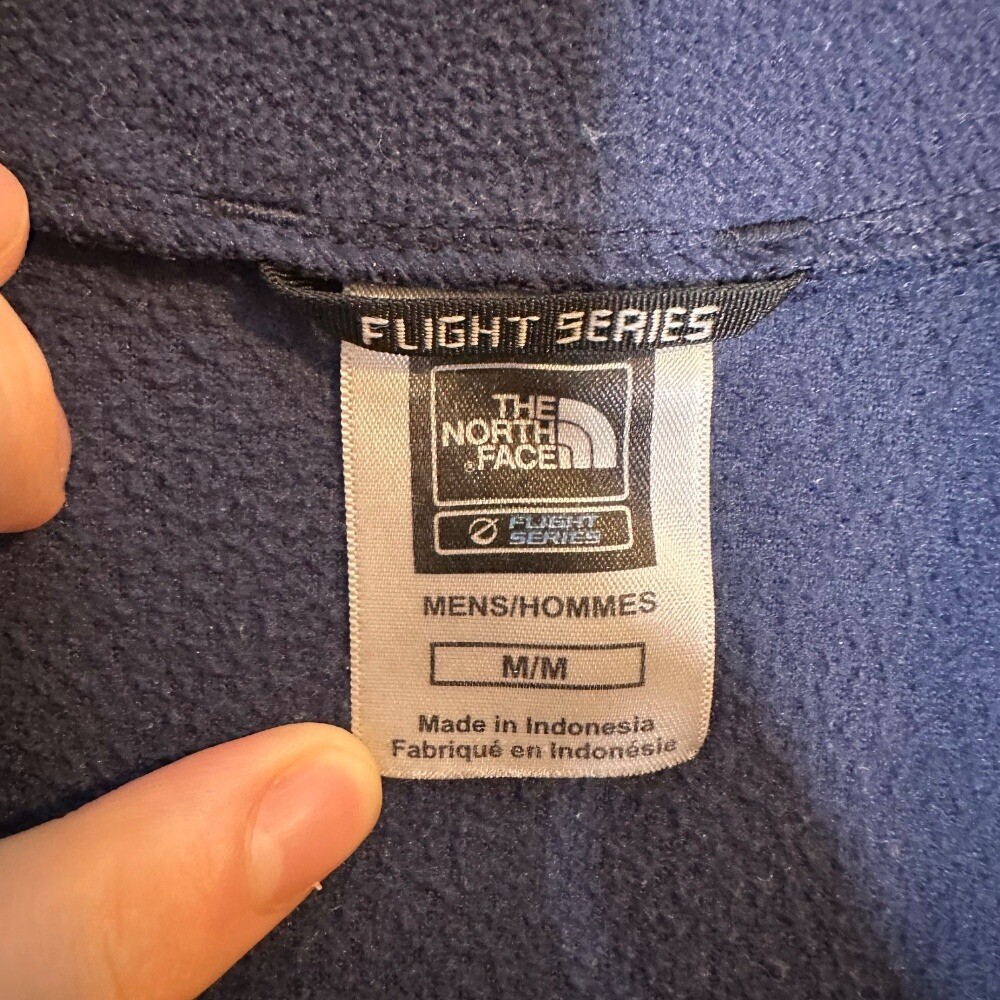 FLIGHT SERIES
THE
NORTH
®FACE
FLIGHT
SERIES
MENS/HOMMES
M/M
Made in Indonesia
Fabriqué en Indonésie